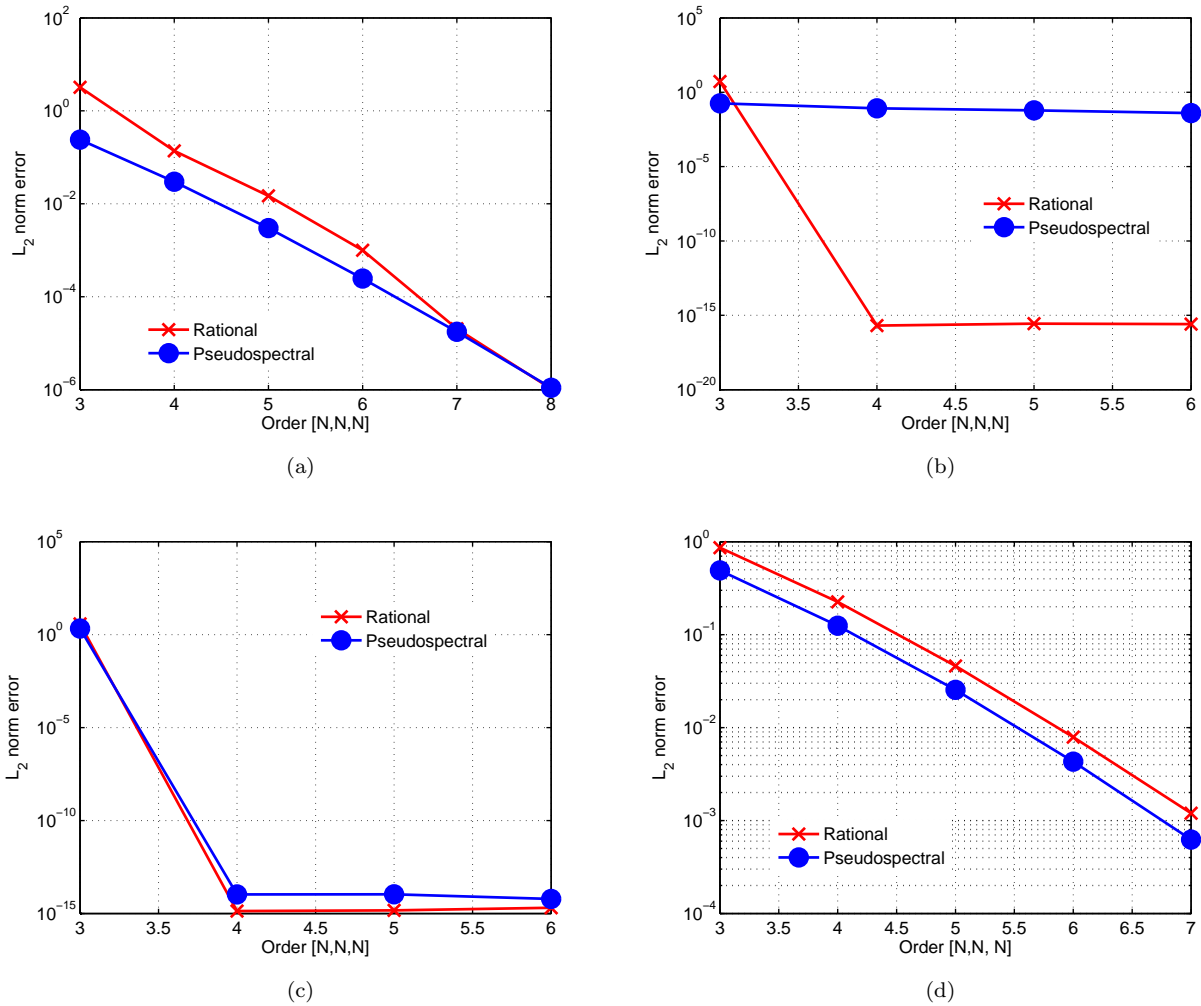 10^2
10^0
10^-2
10^-4
10^-6
L_2 norm error
Rational
Pseudospectral
3 4 5 6 7 8
Order [N,N,N]
(a)
10^5
10^0
10^-5
10^-10
10^-15
10^-20
L_2 norm error
Rational
Pseudospectral
3 3.5 4 4.5 5 5.5 6
Order [N,N,N]
(b)
10^5
10^0
10^-5
10^-10
10^-15
L_2 norm error
Rational
Pseudospectral
3 3.5 4 4.5 5 5.5 6
Order [N,N,N]
(c)
10^0
10^-1
10^-2
10^-3
10^-4
L_2 norm error
Rational
Pseudospectral
3 3.5 4 4.5 5 5.5 6 6.5 7
Order [N,N, N]
(d)